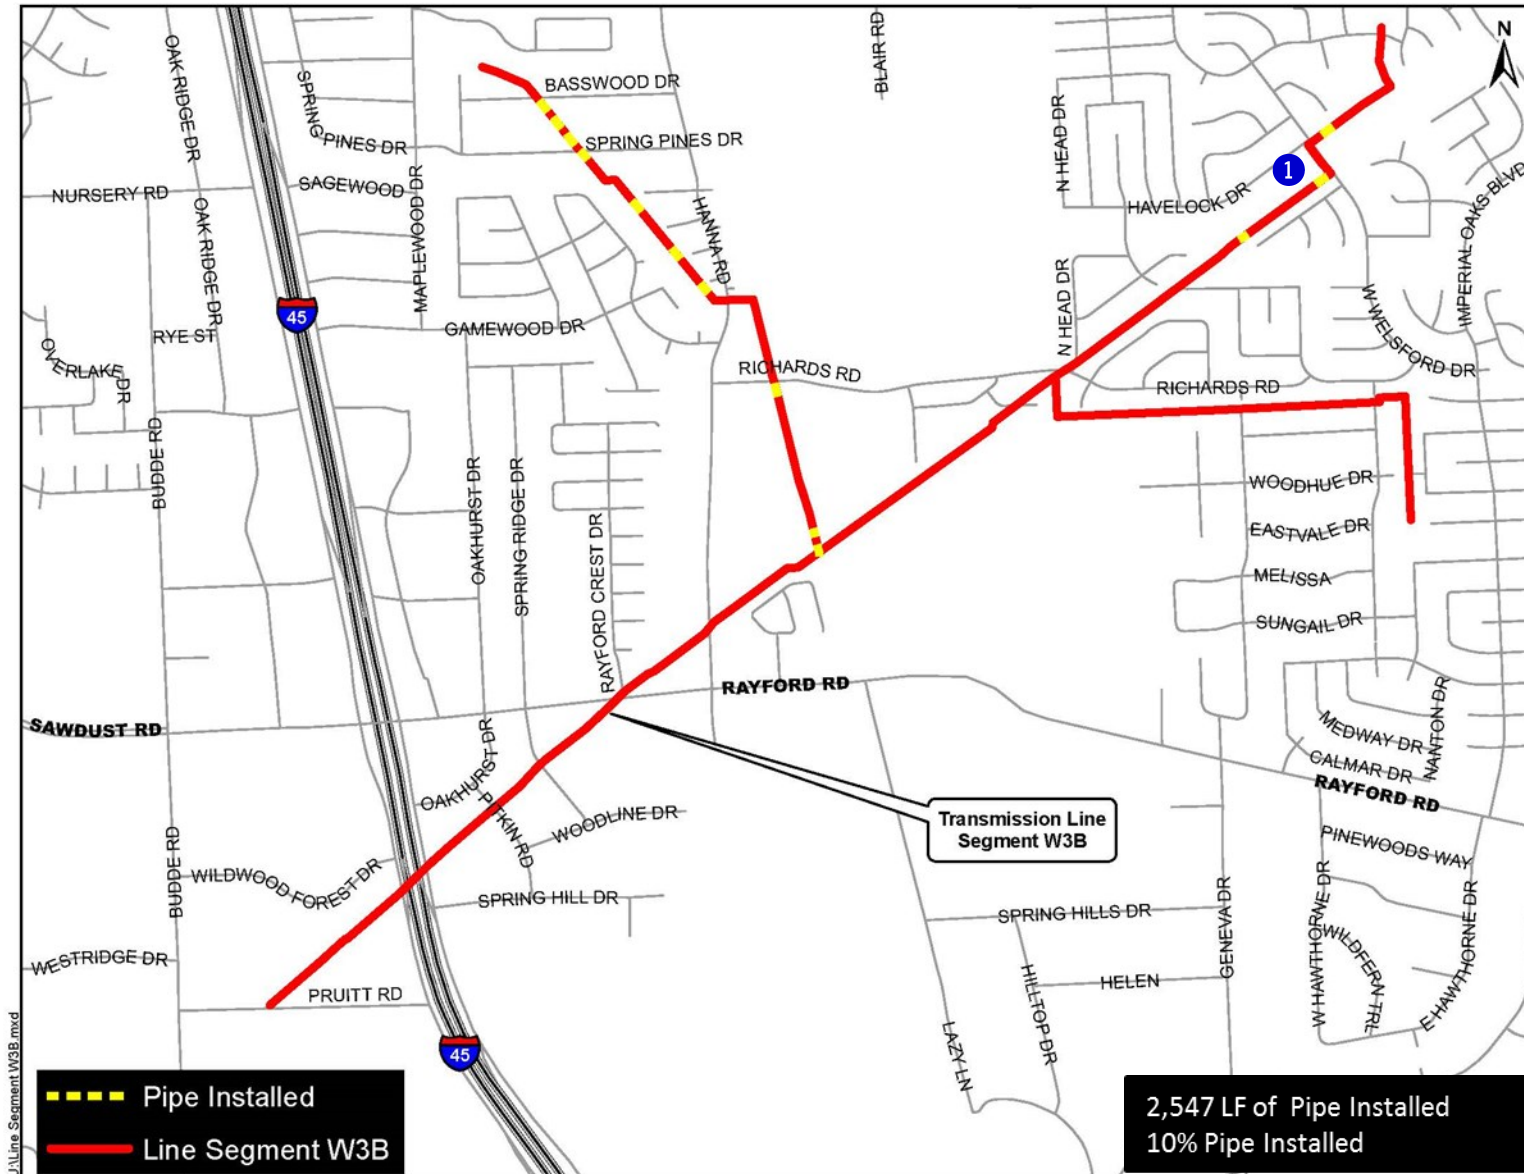 N
BLAIR RD
OAK RIDGE DR
SPRING PINES DR
BASSWOOD DR
SPRING PINES DR
N HEAD DR
1
HAVELOCK DR
IMPERIAL OAKS BLVD
NURSERY RD
SAGEWOOD
MAPLEWOOD DR
HANNA RD
OAK RIDGE DR
45
RYE ST
GAMEWOOD DR
N HEAD DR
W WELSFORD DR
OVERLAKE DR
RICHARDS RD
RICHARDS RD
BUDDE RD
OAKHURST DR
SPRING RIDGE DR
RAYFORD CREST DR
WOODHUE DR
EASTVALE DR
MELISSA
SUNGAIL DR
RAYFORD RD
SAWDUST RD
OAKHURST DR
PITKIN RD
WOODLINE DR
MEDWAY DR
NANTON DR
CALMAR DR
RAYFORD RD
Transmission Line
Segment W3B
PINEWOODS WAY
BUDDE RD
WILDWOOD FOREST DR
SPRING HILL DR
SPRING HILLS DR
GENEVA DR
W HAWTHORNE DR
WILDFERN TRL
E HAWTHORNE DR
WESTRIDGE DR
PRUITT RD
HILLTOP DR
HELEN
LAZY LN
45
J:\Line Segment W3B.mxd
Pipe Installed
Line Segment W3B
2,547 LF of Pipe Installed
10% Pipe Installed